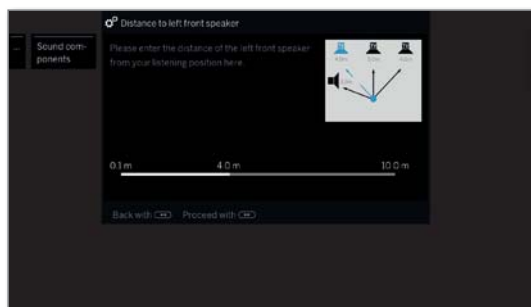 Distance to left front speaker
... Sound com-
ponents
Please enter the distance of the left front speaker
from your listening position here.
0.1 m 4.0 m 10.0 m
Back with Proceed with